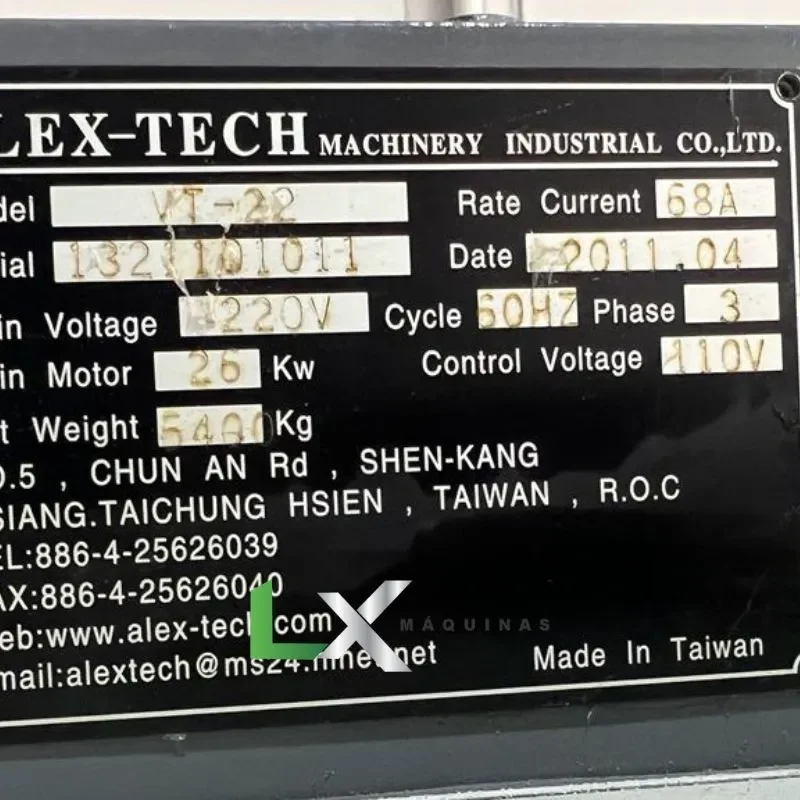 LEX-TECH MACHINERY INDUSTRIAL CO.,LTD.
del VT-22 Rate Current 68A
ial Date 2011.04
in Voltage 220V Cycle 60HZ Phase 3
in Motor 26 Kw Control Voltage 110V
t Weight Kg
.5 , CHUN AN Rd , SHEN-KANG
SIANG.TAICHUNG HSIEN , TAIWAN , R.O.C
EL:886-4-25626039
AX:886-4-25626040
eb:www.alex-tech.com
LX MÁQUINAS
mail:alextech@ms24. net
Made In Taiwan